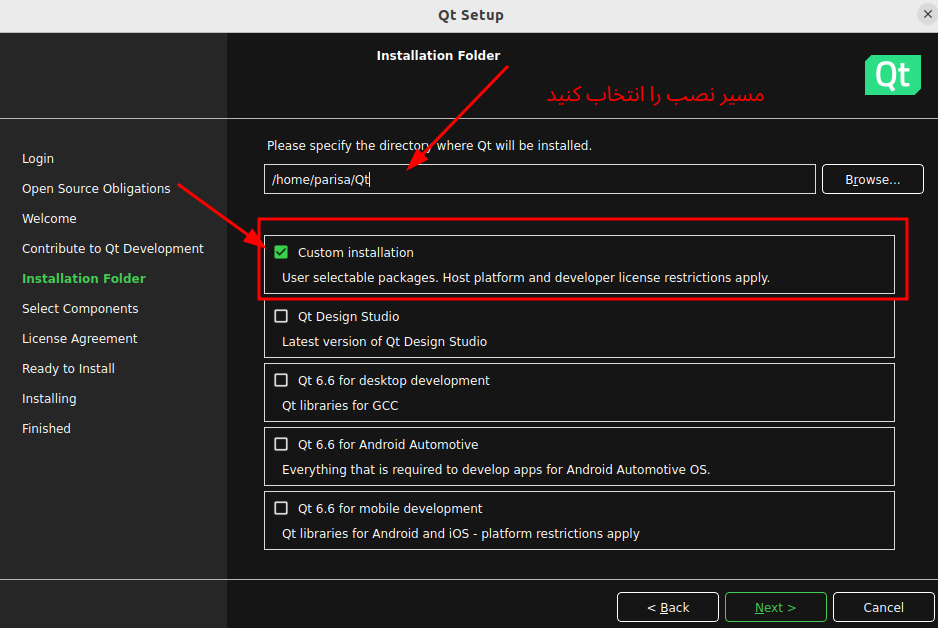 Qt Setup
Installation Folder
Qt
مسیر نصب را انتخاب کنید
Login
Open Source Obligations
Welcome
Contribute to Qt Development
Installation Folder
Select Components
License Agreement
Ready to Install
Installing
Finished
Please specify the directory where Qt will be installed.
/home/parisa/Qt
Browse...
Custom installation
User selectable packages. Host platform and developer license restrictions apply.
Qt Design Studio
Latest version of Qt Design Studio
Qt 6.6 for desktop development
Qt libraries for GCC
Qt 6.6 for Android Automotive
Everything that is required to develop apps for Android Automotive OS.
Qt 6.6 for mobile development
Qt libraries for Android and iOS - platform restrictions apply
< Back
Next >
Cancel